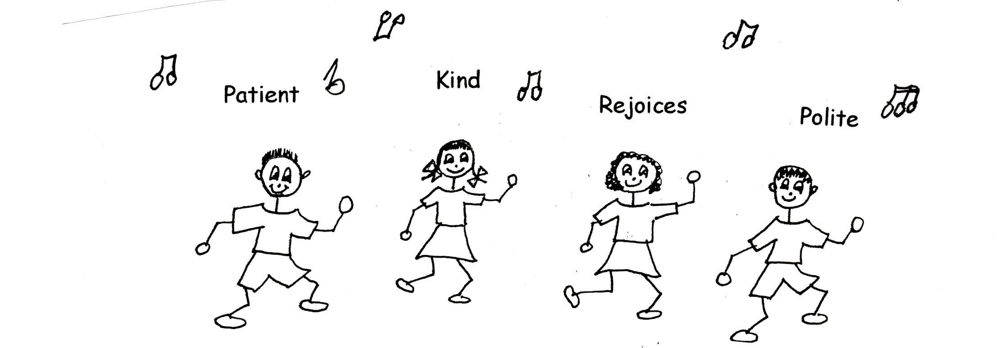 Patient
Kind
Rejoices
Polite